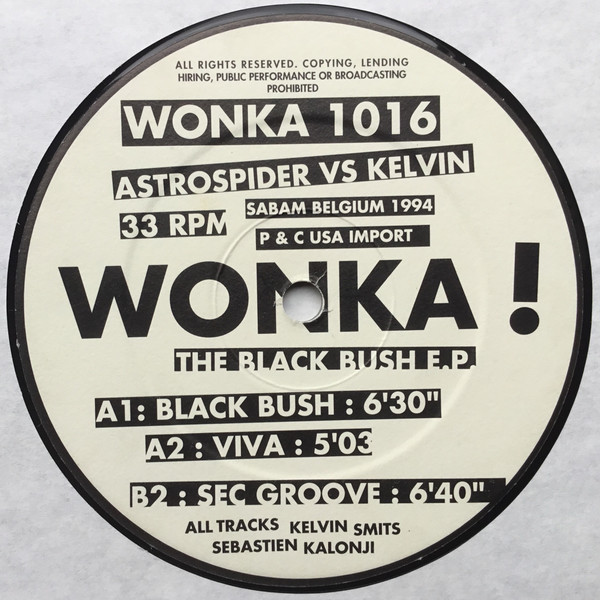 ALL RIGHTS RESERVED. COPYING, LENDING
HIRING, PUBLIC PERFORMANCE OR BROADCASTING
PROHIBITED
WONKA 1016
ASTROSPIDER VS KELVIN
SABAM BELGIUM 1994
33 RPM
P & C USA IMPORT
WONKA !
THE BLACK BUSH E.P.
A1: BLACK BUSH : 6'30"
A2 : VIVA : 5'03
B2 : SEC GROOVE : 6'40"
ALL TRACKS KELVIN SMITS
SEBASTIEN KALONJI